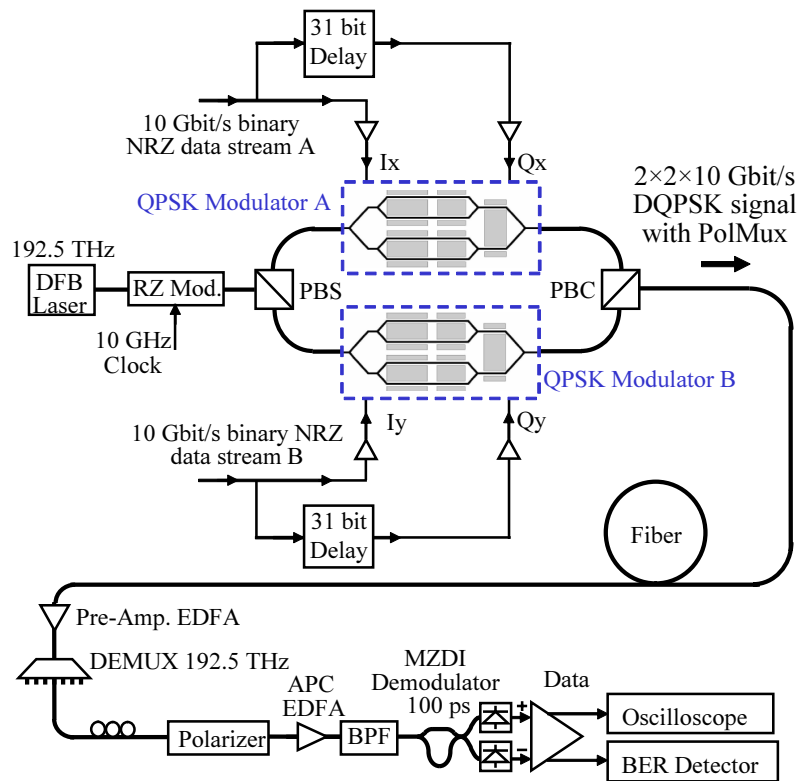 31 bit
Delay
10 Gbit/s binary
NRZ data stream A
Ix
Qx
QPSK Modulator A
2×2×10 Gbit/s
DQPSK signal
with PolMux
192.5 THz
DFB
Laser
RZ Mod.
PBS
PBC
10 GHz
Clock
QPSK Modulator B
10 Gbit/s binary NRZ
data stream B
Iy
Qy
31 bit
Delay
Fiber
Pre-Amp. EDFA
DEMUX 192.5 THz
APC
EDFA
MZDI
Demodulator
100 ps
Data
Polarizer
BPF
+
−
Oscilloscope
BER Detector